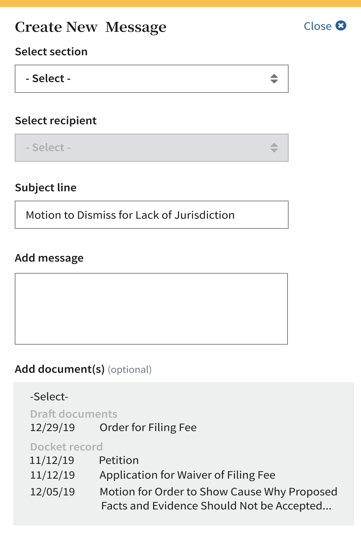 Create New Message
Close
Select section
- Select -
Select recipient
- Select -
Subject line
Motion to Dismiss for Lack of Jurisdiction
Add message
Add document(s) (optional)
-Select-
Draft documents
12/29/19 Order for Filing Fee
Docket record
11/12/19 Petition
11/12/19 Application for Waiver of Filing Fee
12/05/19 Motion for Order to Show Cause Why Proposed
Facts and Evidence Should Not be Accepted...